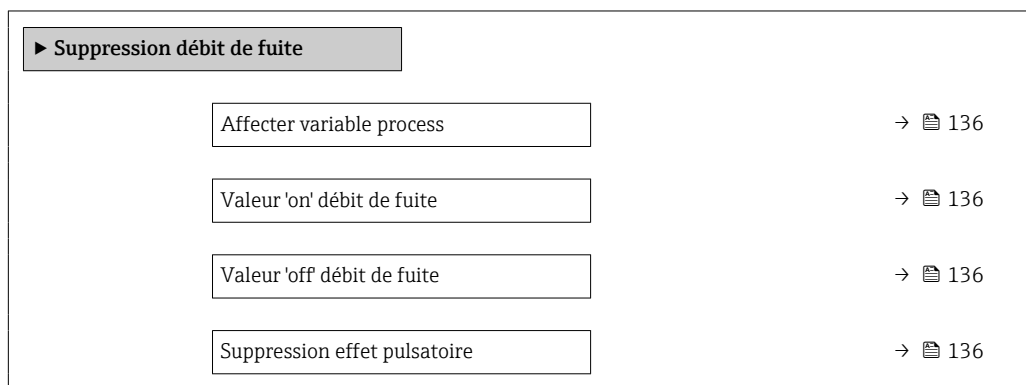 ▶ Suppression débit de fuite
Affecter variable process → 136
Valeur 'on' débit de fuite → 136
Valeur 'off' débit de fuite → 136
Suppression effet pulsatoire → 136